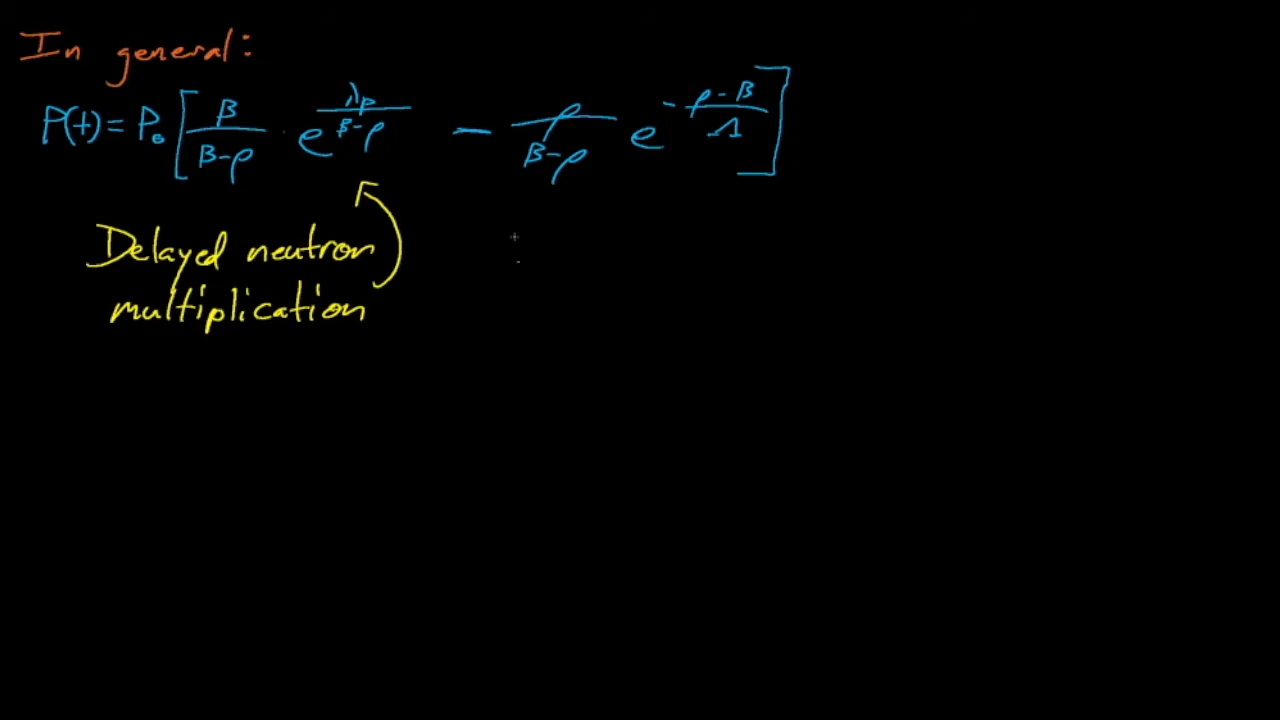 In general:
P(t) = P₀ [ β/(β-ρ) · e^(λρ/(β-ρ)) - ρ/(β-ρ) e^(-(ρ-β)/Λ) ]
Delayed neutron
multiplication